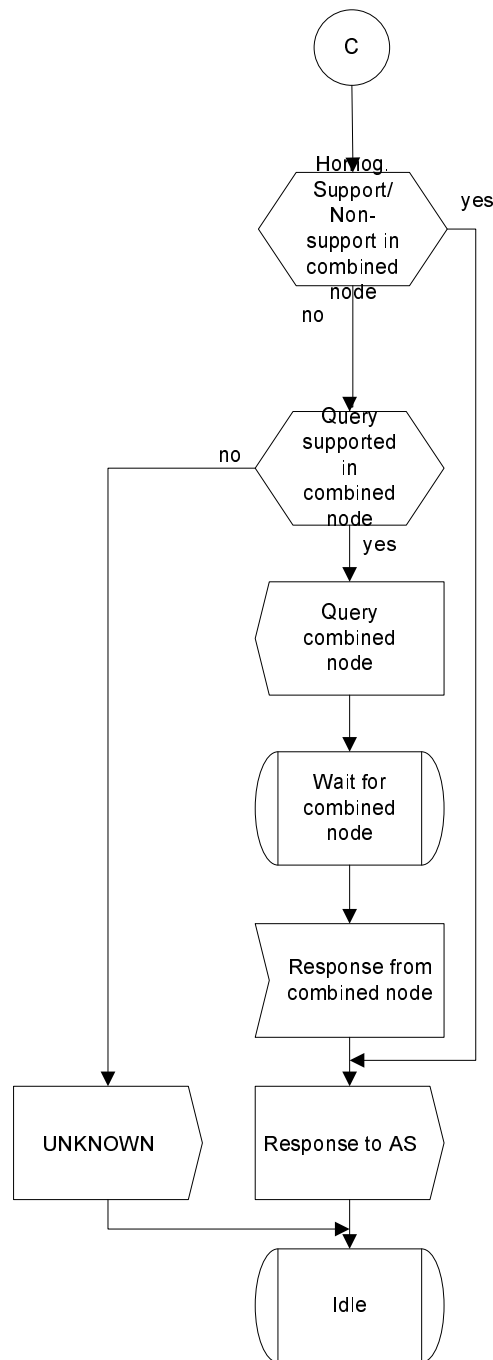 C
Homog.
Support/
Non-
support in
combined
node
yes
no
Query
supported
in
combined
node
no
yes
Query
combined
node
Wait for
combined
node
Response from
combined node
UNKNOWN
Response to AS
Idle